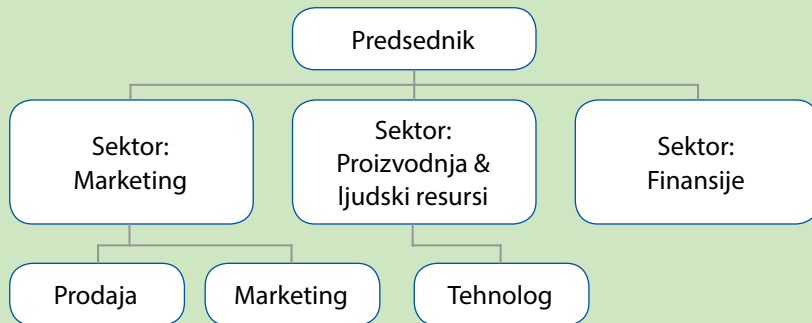 Predsednik
Sektor:
Marketing
Sektor:
Proizvodnja &
ljudski resursi
Sektor:
Finansije
Prodaja
Marketing
Tehnolog